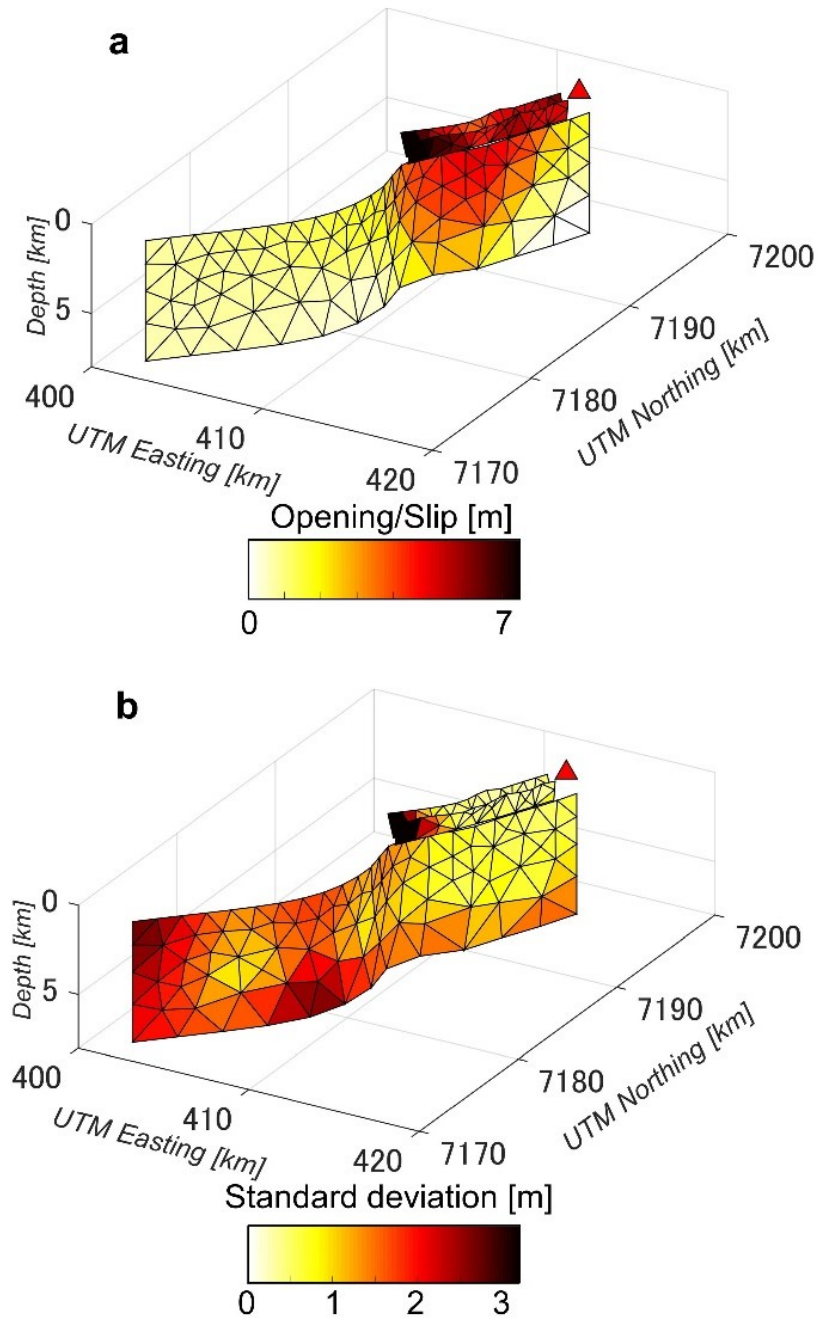 a
0
5
Depth [km]
400
410
420
UTM Easting [km]
7170
7180
7190
7200
UTM Northing [km]
Opening/Slip [m]
0 7
b
0
5
Depth [km]
400
410
420
UTM Easting [km]
7170
7180
7190
7200
UTM Northing [km]
Standard deviation [m]
0 1 2 3